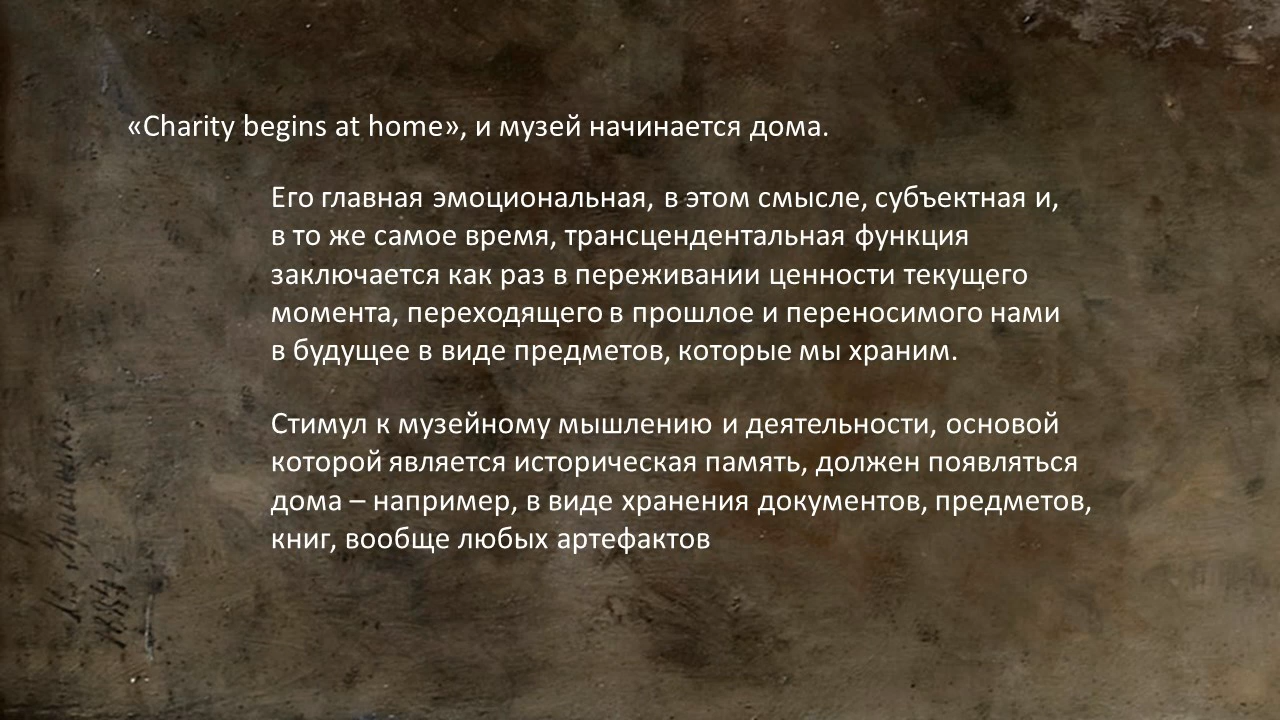 «Charity begins at home», и музей начинается дома.
Его главная эмоциональная, в этом смысле, субъектная и,
в то же самое время, трансцендентальная функция
заключается как раз в переживании ценности текущего
момента, переходящего в прошлое и переносимого нами
в будущее в виде предметов, которые мы храним.
Стимул к музейному мышлению и деятельности, основой
которой является историческая память, должен появляться
дома – например, в виде хранения документов, предметов,
книг, вообще любых артефактов